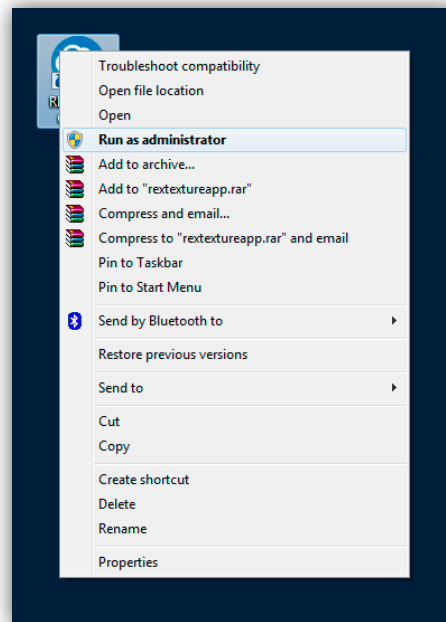 Troubleshoot compatibility
Open file location
Open
Run as administrator
Add to archive...
Add to "rextextureapp.rar"
Compress and email...
Compress to "rextextureapp.rar" and email
Pin to Taskbar
Pin to Start Menu
Send by Bluetooth to
Restore previous versions
Send to
Cut
Copy
Create shortcut
Delete
Rename
Properties